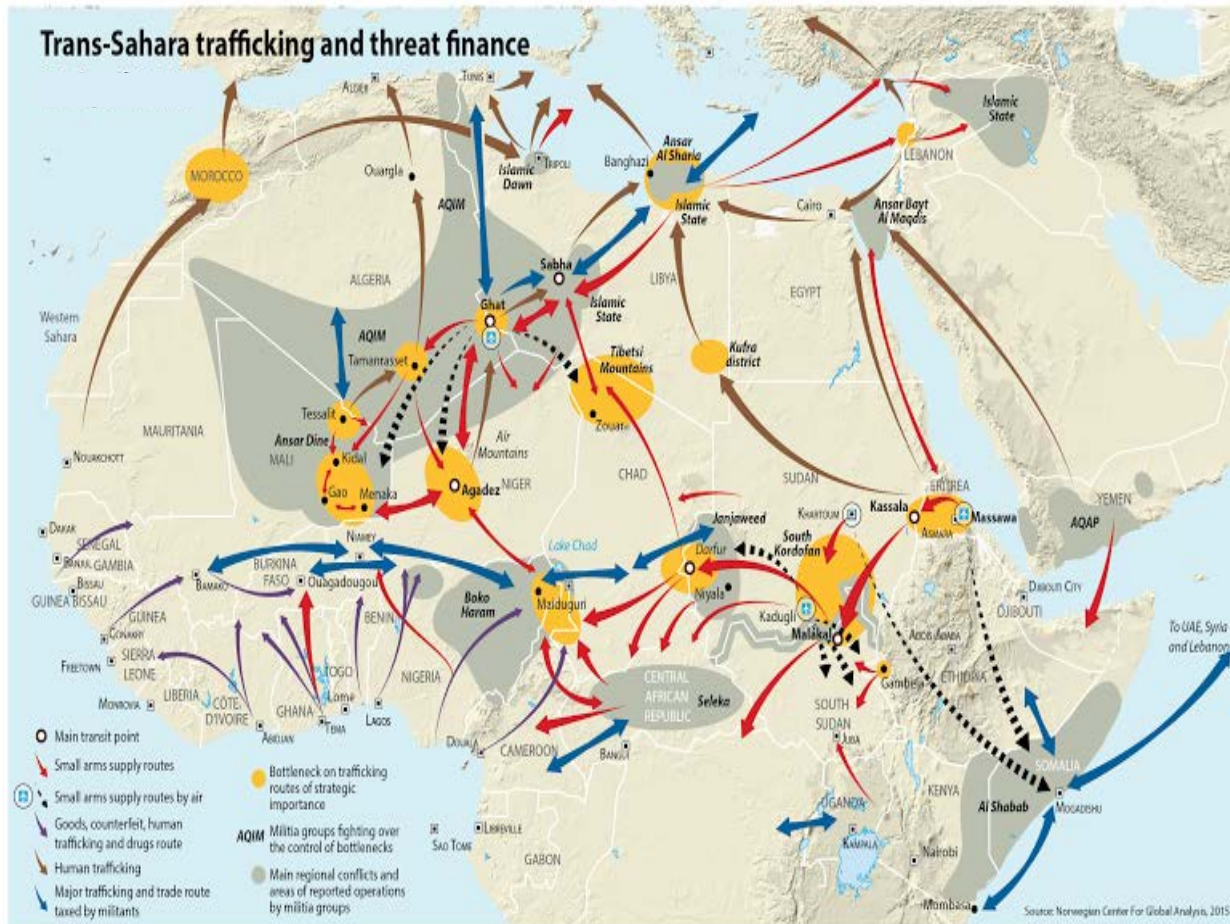 Trans-Sahara trafficking and threat finance
TUNIS
ALGER
MOROCCO
Ouargla
Islamic
Dawn
TRIPOLI
Banghazi
Ansar
Al Sharia
Islamic
State
LEBANON
Islamic
State
Cairo
Ansar Bayt
Al Maqdis
AQIM
ALGERIA
Sabha
LIBYA
EGYPT
Ghat
Islamic
State
Western
Sahara
AQIM
Tamanrasset
Tibetsi
Mountains
Kufra
district
Tessalit
Zouar
MAURITANIA
Ansar Dine
MALI
Kidal
Air
Mountains
NOUAKCHOTT
Gao
Menaka
Agadez
NIGER
CHAD
SUDAN
ERITREA
YEMEN
KHARTOUM
Kassala
Massawa
ASMARA
AQAP
DAKAR
SENEGAL
BANJUL
GAMBIA
BISSAU
GUINEA BISSAU
NIAMEY
Lake Chad
Janjaweed
South
Kordofan
Darfur
BAMAKO
BURKINA
FASO
Ouagadougou
Niyala
GUINEA
CONAKRY
BENIN
Boko
Haram
Maiduguri
Kadugli
Malakal
DJIBOUTI CITY
DJIBOUTI
ADDIS ABABA
To UAE, Syria
and Lebanon
FREETOWN
SIERRA
LEONE
TOGO
NIGERIA
CENTRAL
AFRICAN
REPUBLIC
Seleka
Gambela
ETHIOPIA
MONROVIA
LIBERIA
CÔTE
D'IVOIRE
GHANA
Lome
LAGOS
SOUTH
SUDAN
JUBA
ABIDJAN
TEMA
DOUALA
CAMEROON
BANGUI
SOMALIA
UGANDA
KENYA
Al Shabab
MOGADISHU
KAMPALA
SAO TOME
LIBREVILLE
GABON
Nairobi
Mombasa
Main transit point
Small arms supply routes
Small arms supply routes by air
Goods, counterfeit, human
trafficking and drugs route
Human trafficking
Major trafficking and trade route
taxed by militants
Bottleneck on trafficking
routes of strategic
importance
AQIM Militia groups fighting over
the control of bottlenecks
Main regional conflicts and
areas of reported operations
by militia groups
Source: Norwegian Center For Global Analysis, 2015